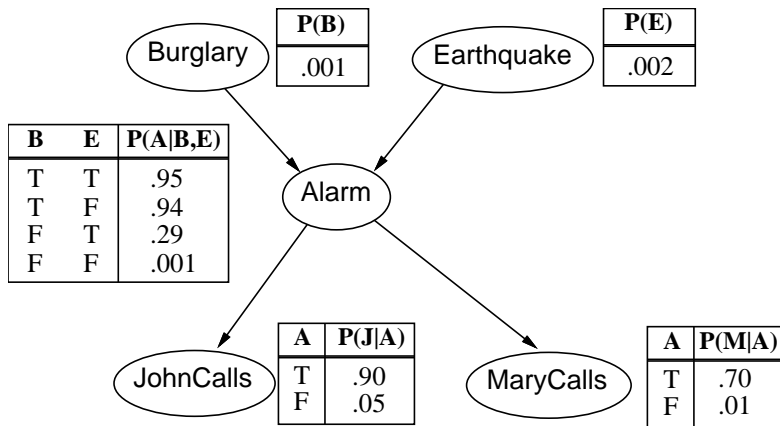 Burglary
P(B)
.001
Earthquake
P(E)
.002
B E P(A|B,E)
T T .95
T F .94
F T .29
F F .001
Alarm
JohnCalls
A P(J|A)
T .90
F .05
MaryCalls
A P(M|A)
T .70
F .01